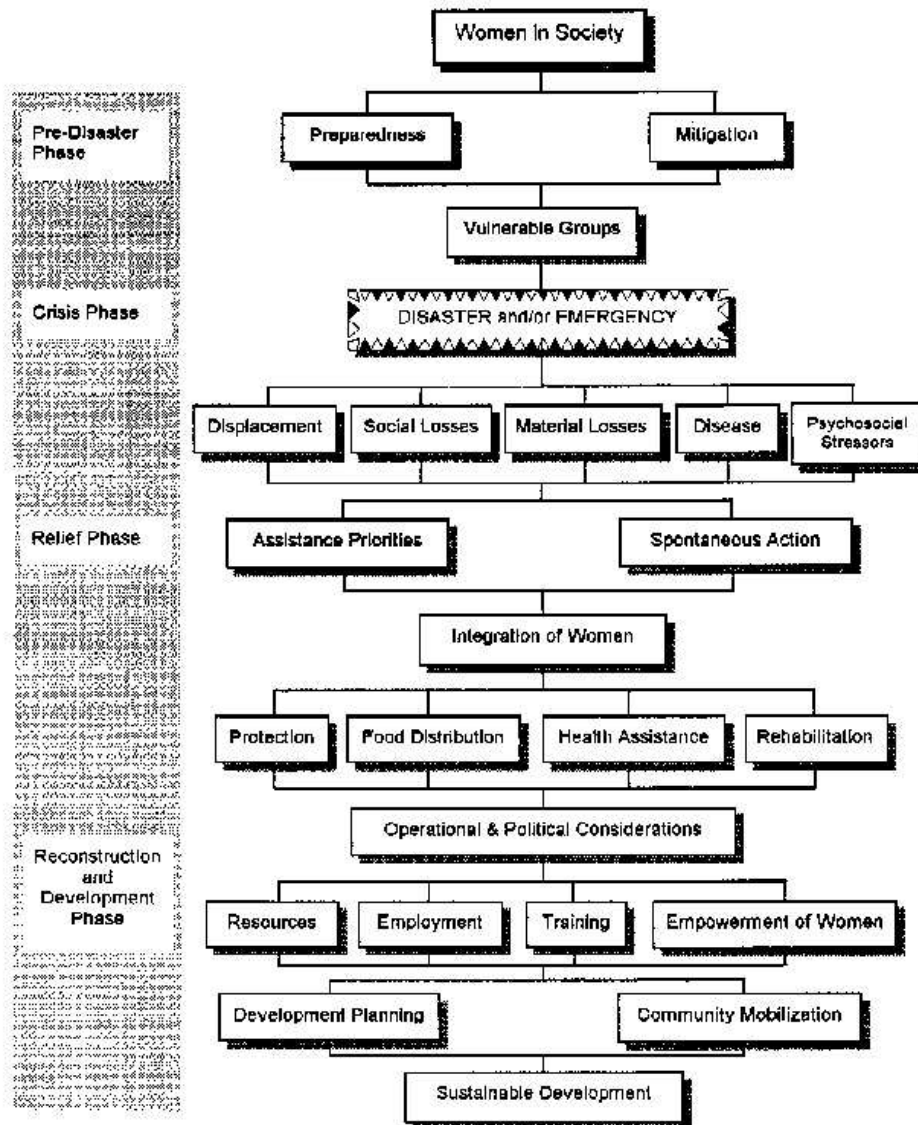 Women In Society
Pre-Disaster
Phase
Preparedness
Mitigation
Vulnerable Groups
Crisis Phase
DISASTER and/or EMERGENCY
Displacement
Social Losses
Material Losses
Disease
Psychosocial
Stressors
Relief Phase
Assistance Priorities
Spontaneous Action
Integration of Women
Protection
Food Distribution
Health Assistance
Rehabilitation
Operational & Political Considerations
Reconstruction
and
Development
Phase
Resources
Employment
Training
Empowerment of Women
Development Planning
Community Mobilization
Sustainable Development